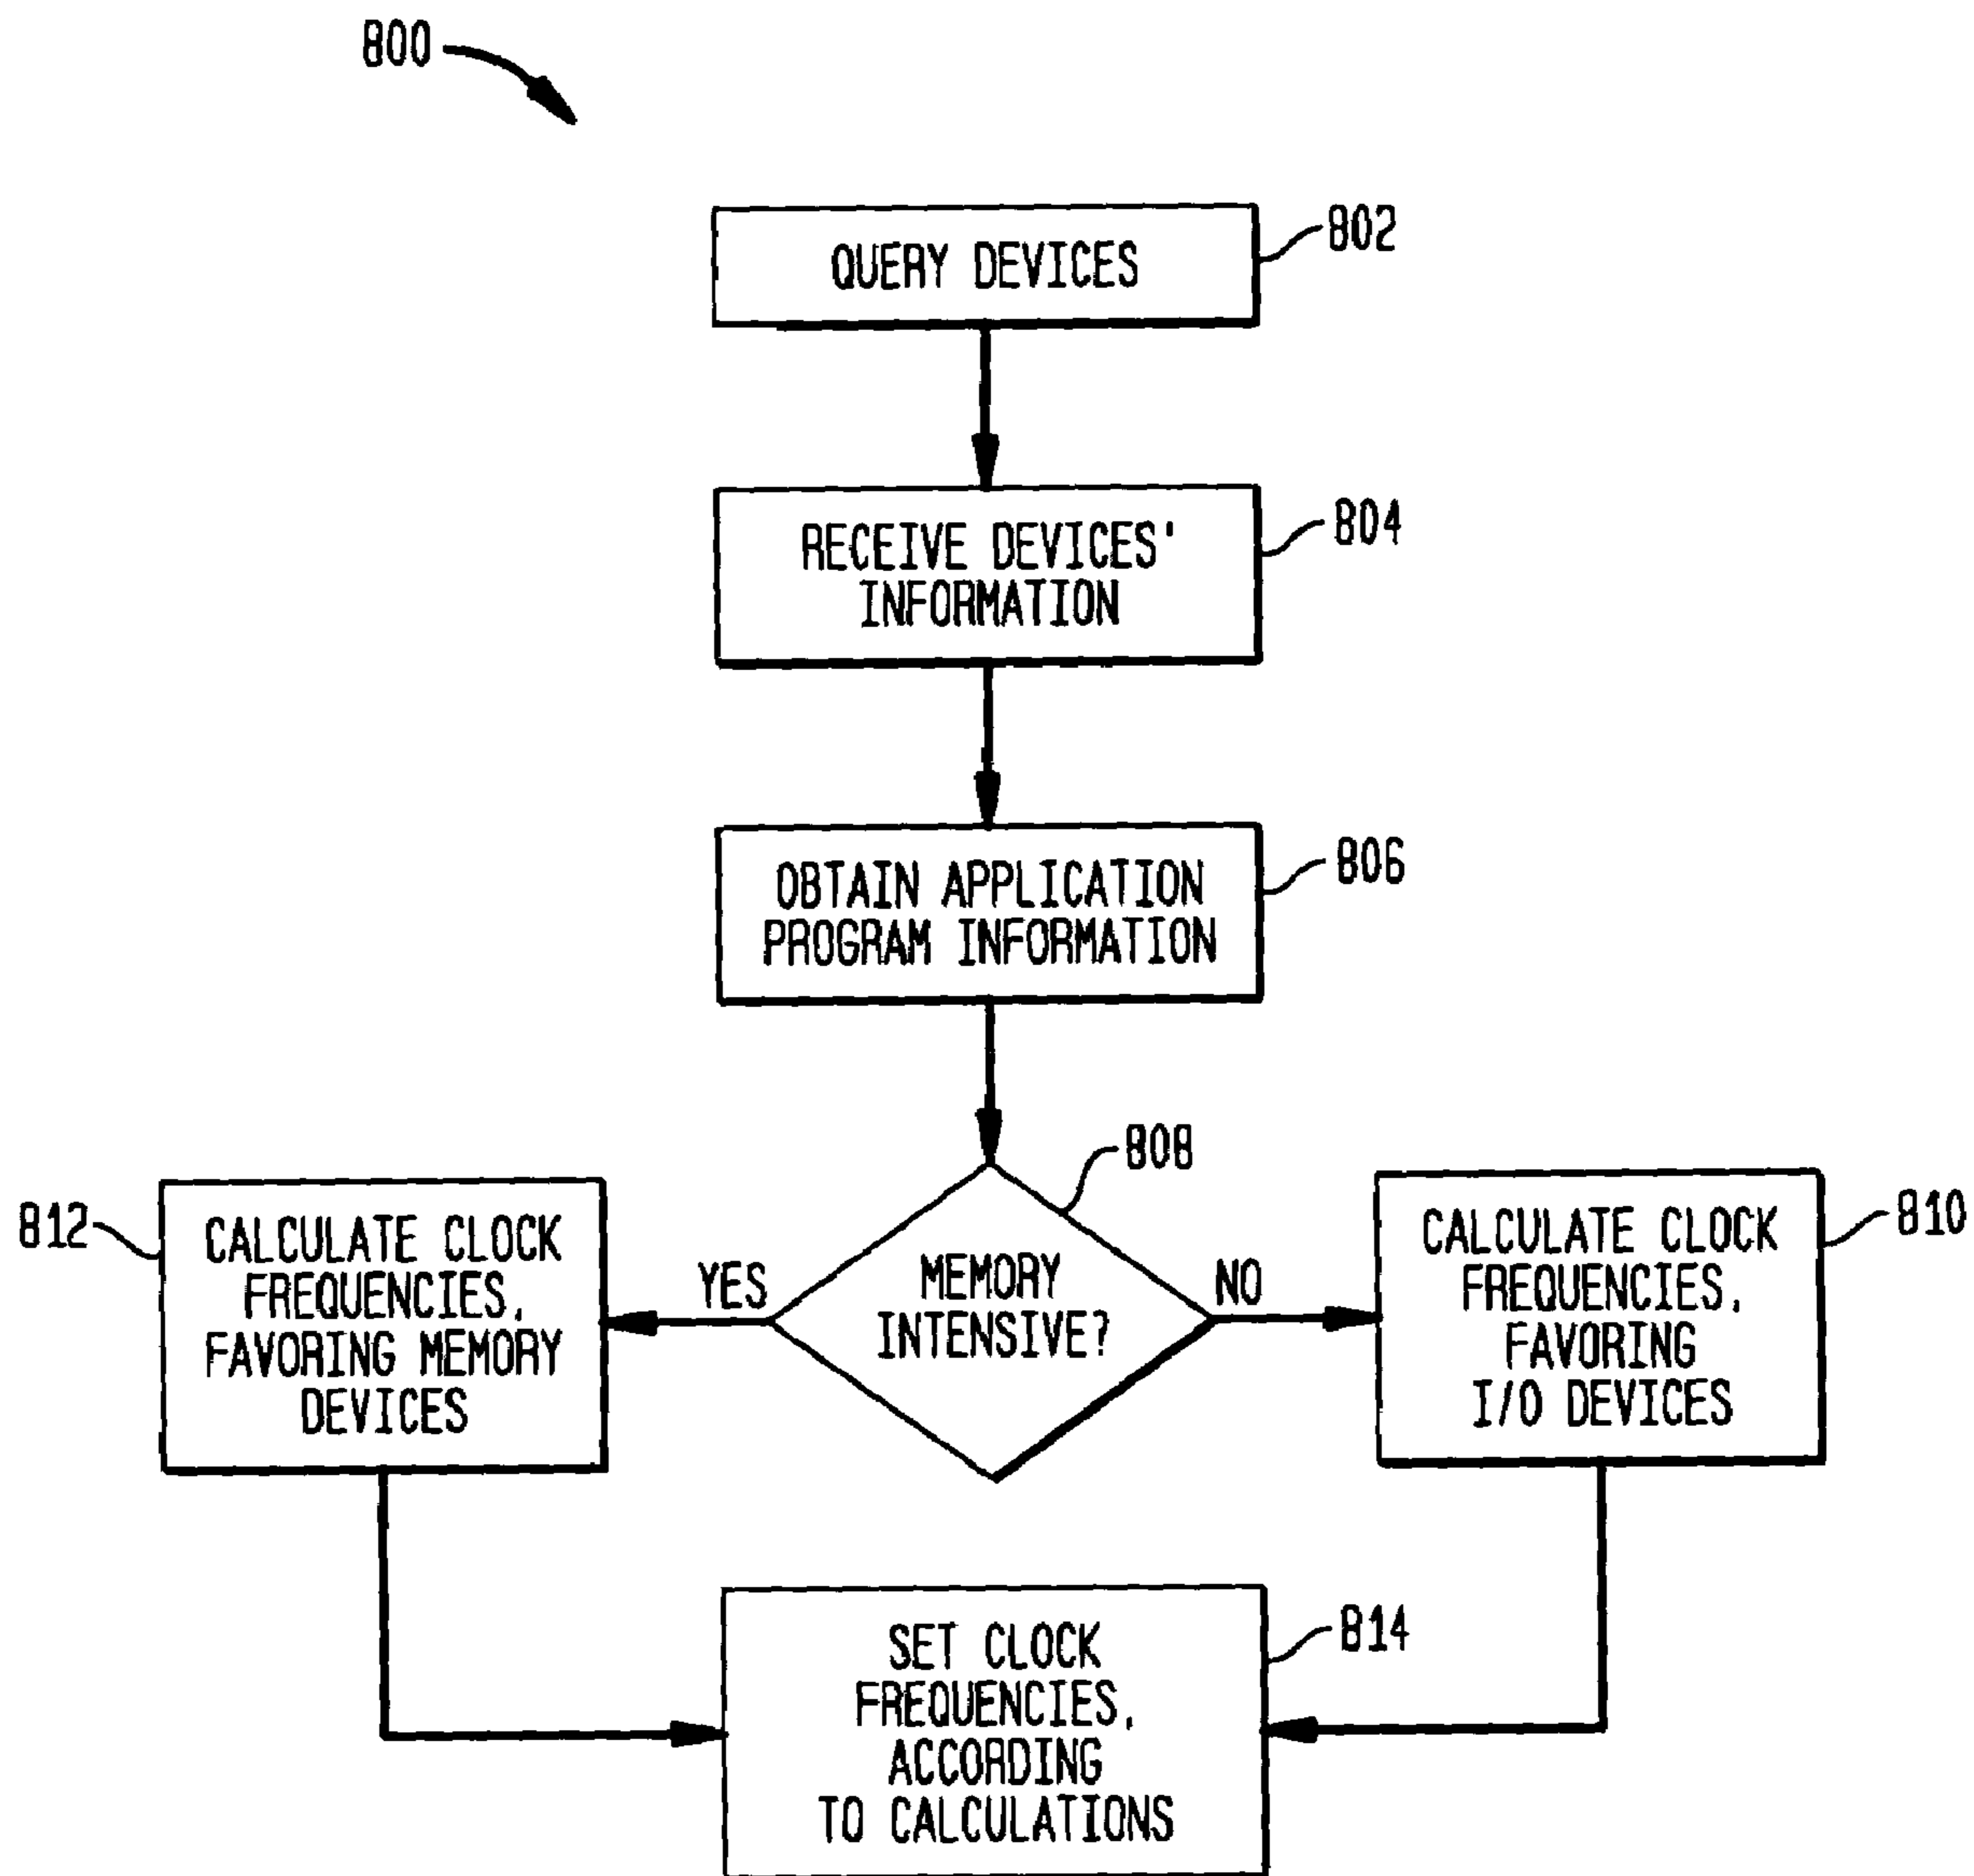 800
QUERY DEVICES
802
RECEIVE DEVICES'
INFORMATION
804
OBTAIN APPLICATION
PROGRAM INFORMATION
806
808
812
CALCULATE CLOCK
FREQUENCIES,
FAVORING MEMORY
DEVICES
YES
MEMORY
INTENSIVE?
NO
CALCULATE CLOCK
FREQUENCIES,
FAVORING
I/O DEVICES
810
SET CLOCK
FREQUENCIES,
ACCORDING
TO CALCULATIONS
814